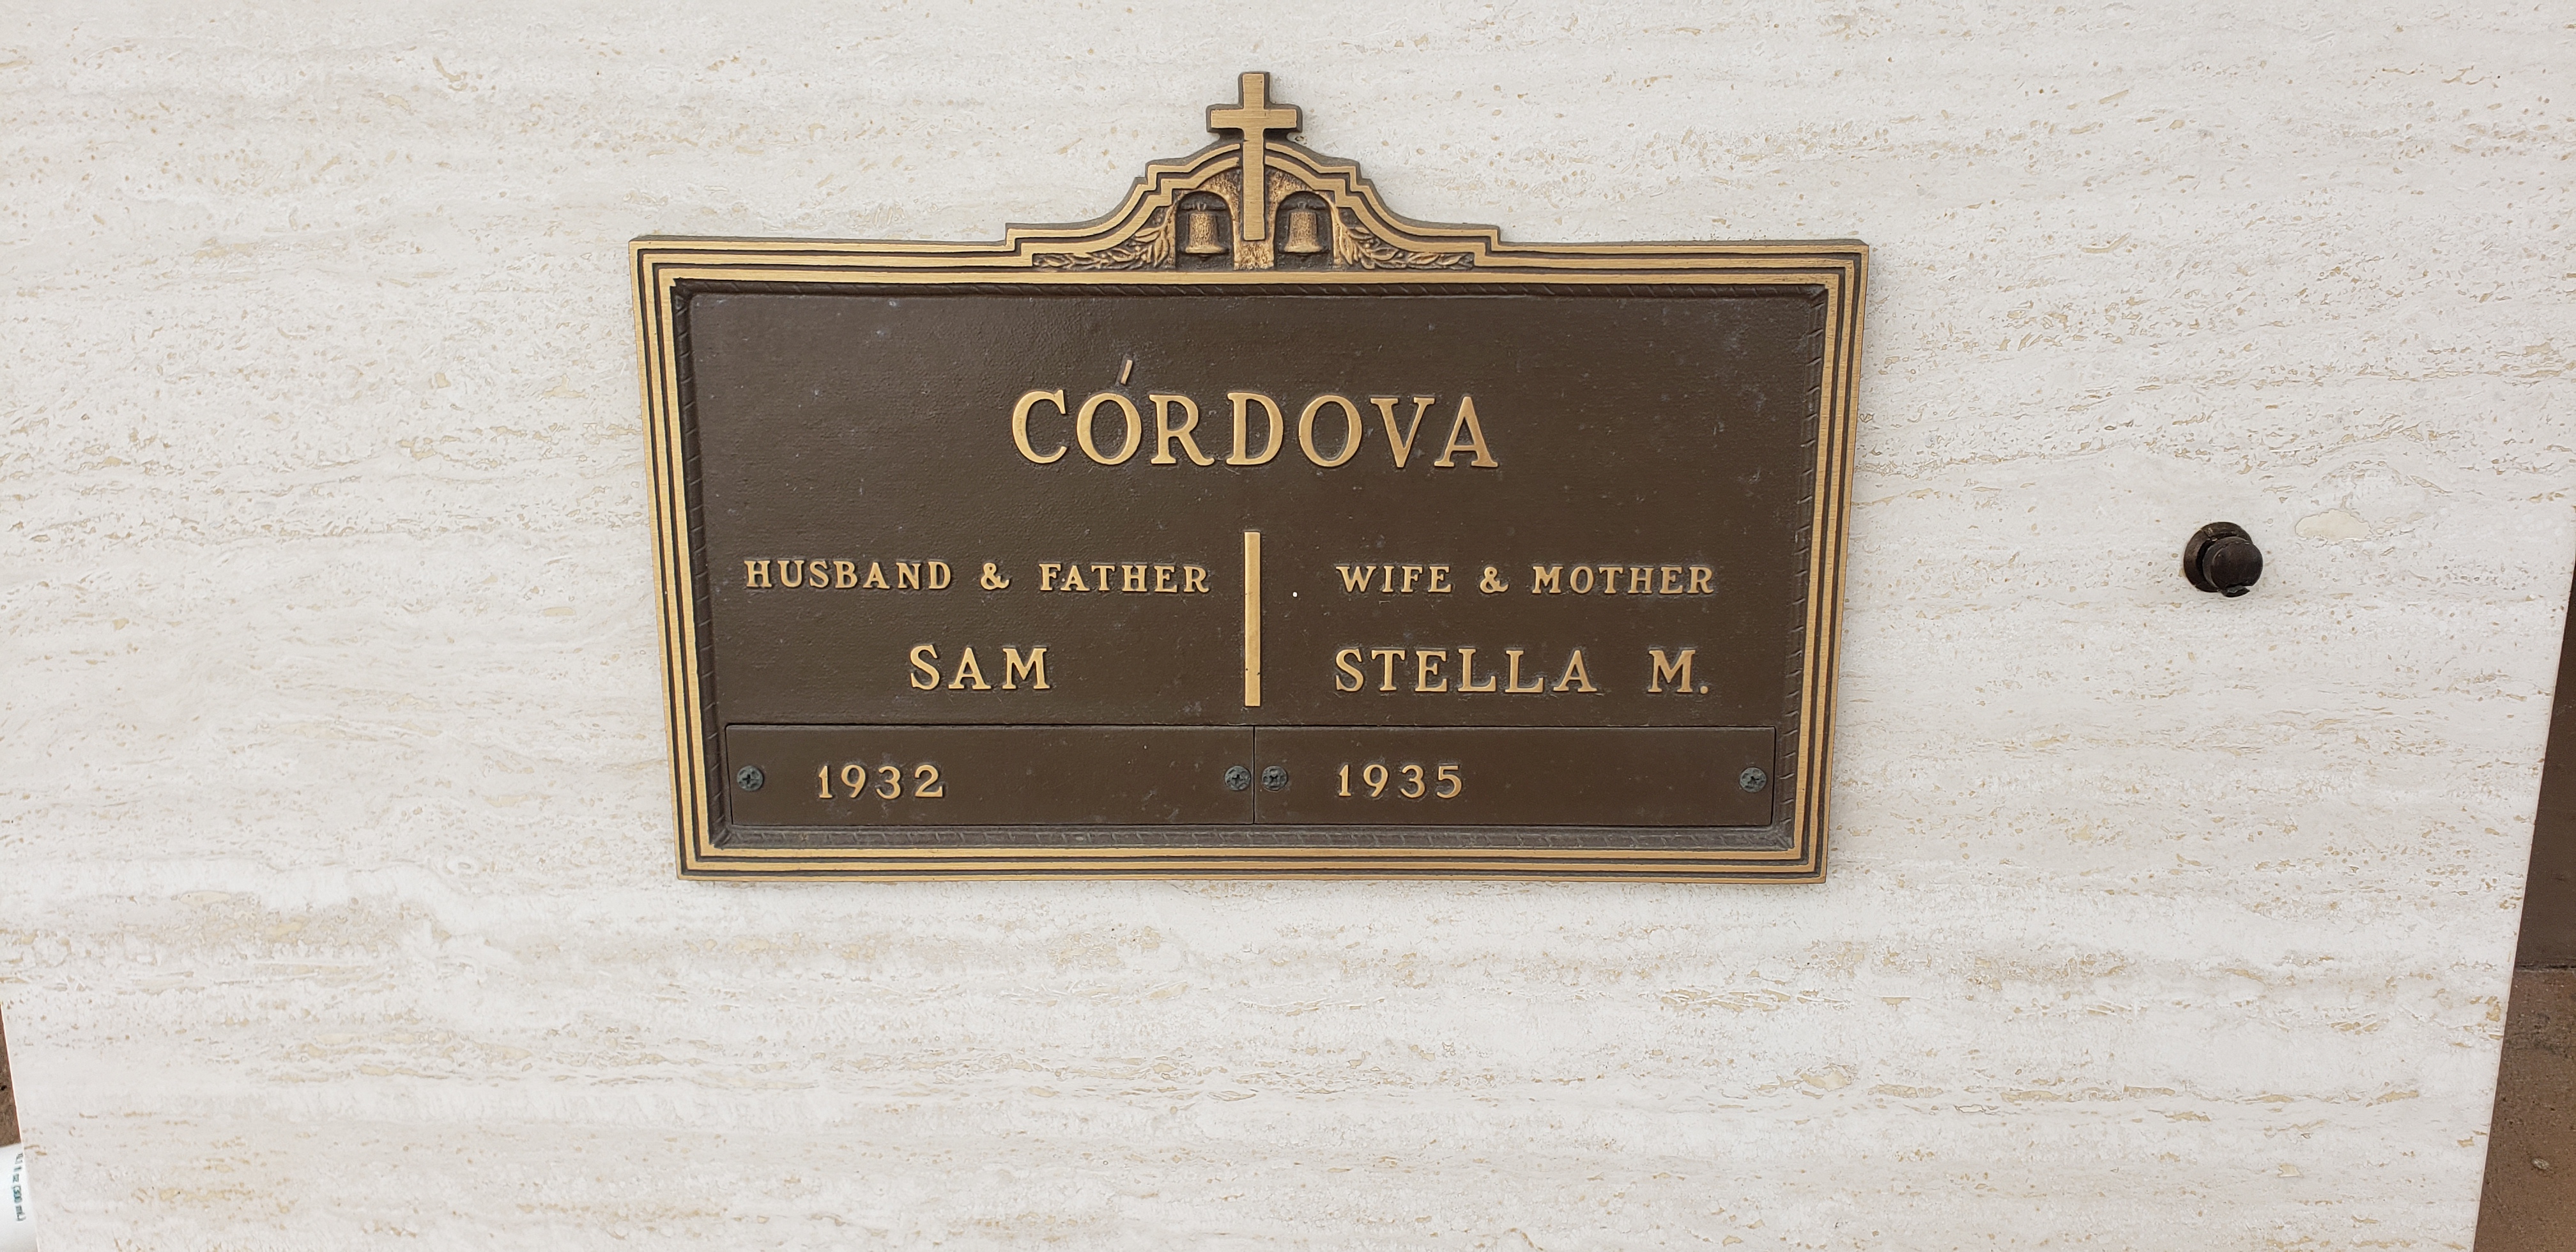 CÓRDOVA
HUSBAND & FATHER
SAM
1932
WIFE & MOTHER
STELLA M.
1935